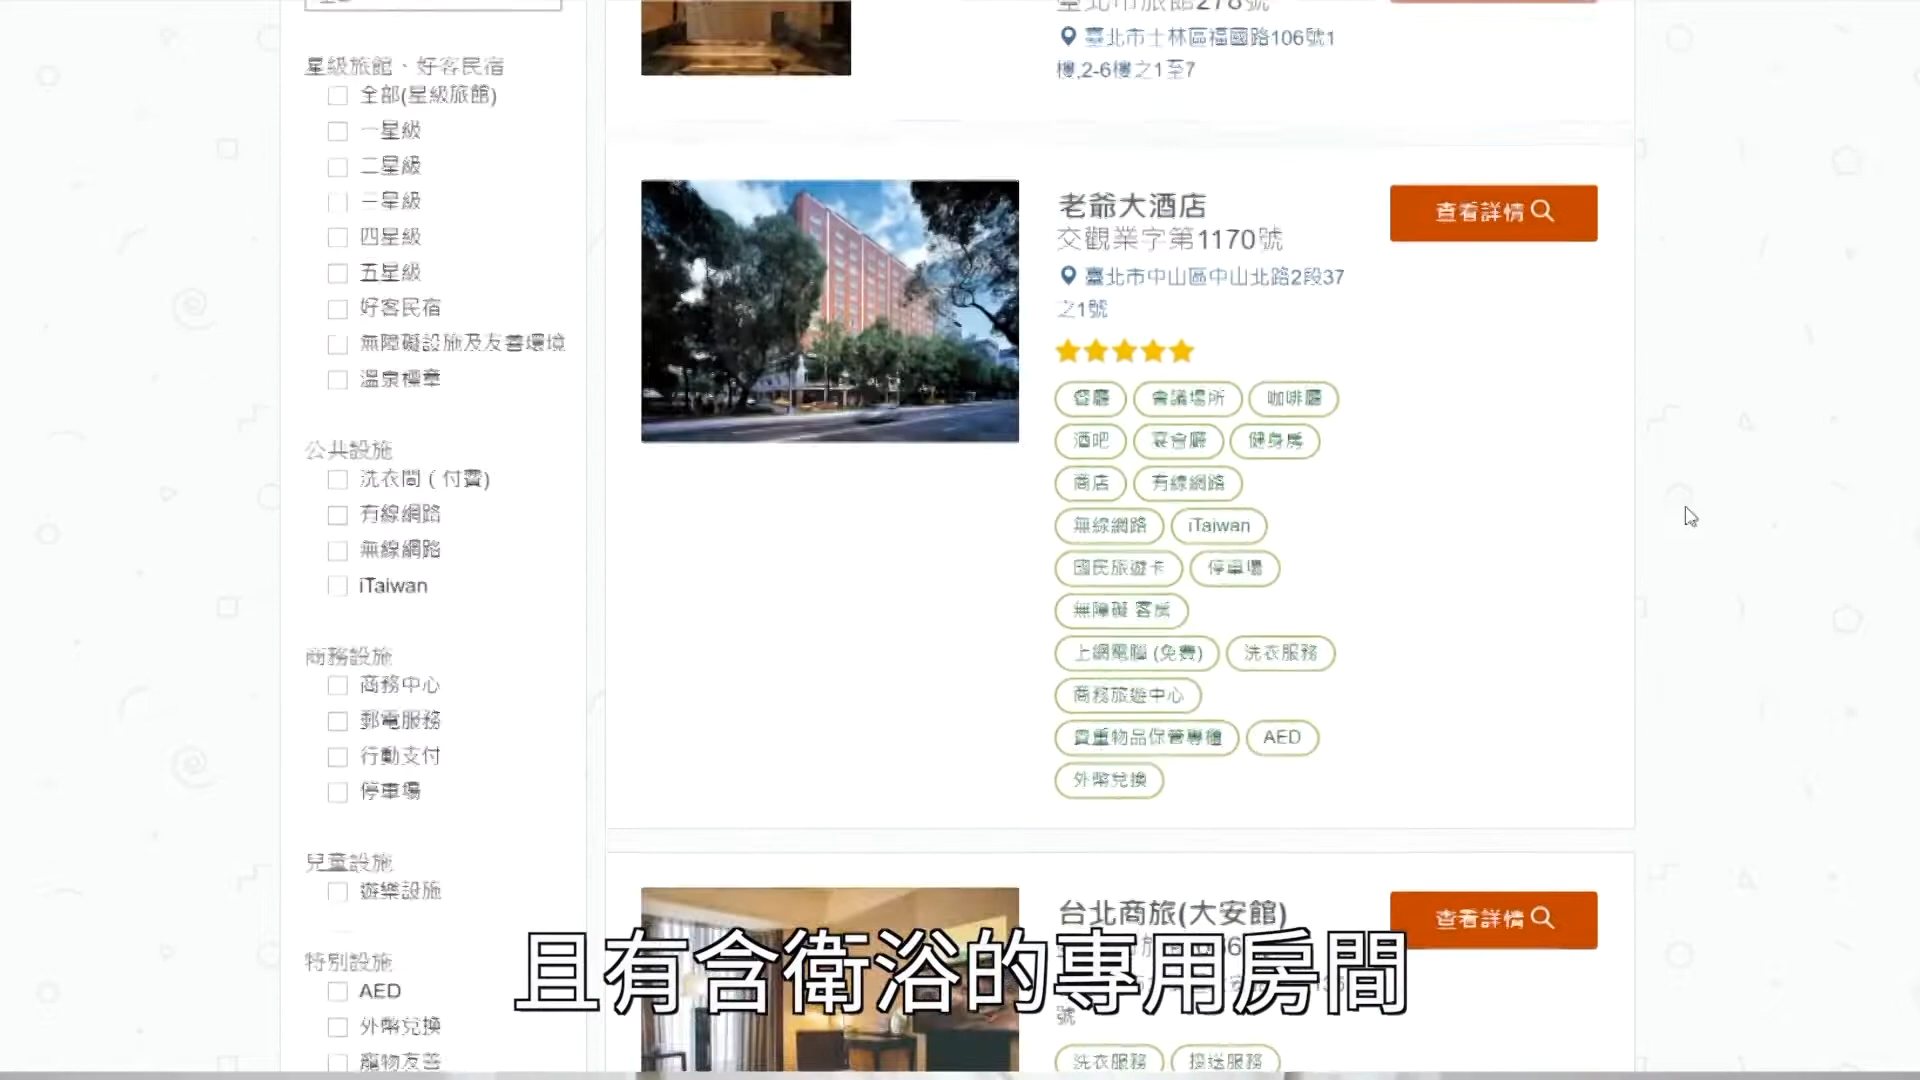 星級旅館、好客民宿
全部(星級旅館)
一星級
二星級
三星級
四星級
五星級
好客民宿
無障礙設施及友善環境
溫泉標章
公共設施
洗衣間 ( 付費)
有線網路
無線網路
iTaiwan
商務設施
商務中心
郵電服務
行動支付
停車場
兒童設施
遊樂設施
特別設施
AED
外幣兌換
寵物友善
臺北市旅館278號
臺北市士林區福國路106號1
樓,2-6樓之1至7
老爺大酒店
交觀業字第1170號
臺北市中山區中山北路2段37
之1號
查看詳情
餐廳 會議場所 咖啡廳
酒吧 宴會廳 健身房
商店 有線網路
無線網路 iTaiwan
國民旅遊卡 停車場
無障礙 客房
上網電腦 (免費) 洗衣服務
商務旅遊中心
貴重物品保管專櫃 AED
外幣兌換
台北商旅(大安館)
查看詳情
號
洗衣服務 接送服務
且有含衛浴的專用房間